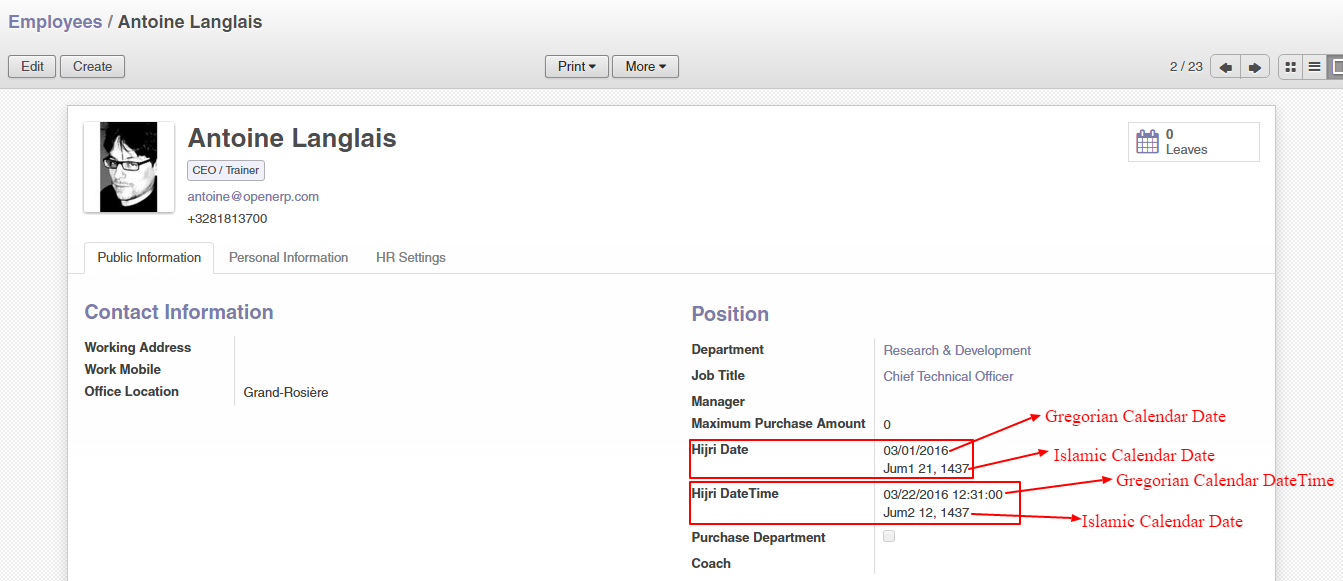 Employees / Antoine Langlais
Edit Create Print More 2 / 23
Antoine Langlais
CEO / Trainer
antoine@openerp.com
+3281813700
0
Leaves
Public Information Personal Information HR Settings
Contact Information
Working Address
Work Mobile
Office Location Grand-Rosière
Position
Department Research & Development
Job Title Chief Technical Officer
Manager
Maximum Purchase Amount 0
Gregorian Calendar Date
Hijri Date 03/01/2016
Jum1 21, 1437
Islamic Calendar Date
Gregorian Calendar DateTime
Hijri DateTime 03/22/2016 12:31:00
Jum2 12, 1437
Islamic Calendar Date
Purchase Department
Coach